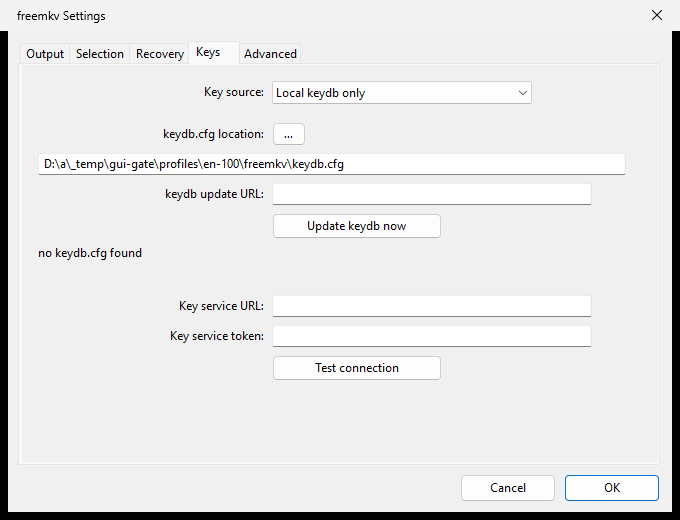 freemkv Settings
Output Selection Recovery Keys Advanced
Key source: Local keydb only
keydb.cfg location: ...
D:\a\_temp\gui-gate\profiles\en-100\freemkv\keydb.cfg
keydb update URL:
Update keydb now
no keydb.cfg found
Key service URL:
Key service token:
Test connection
Cancel OK